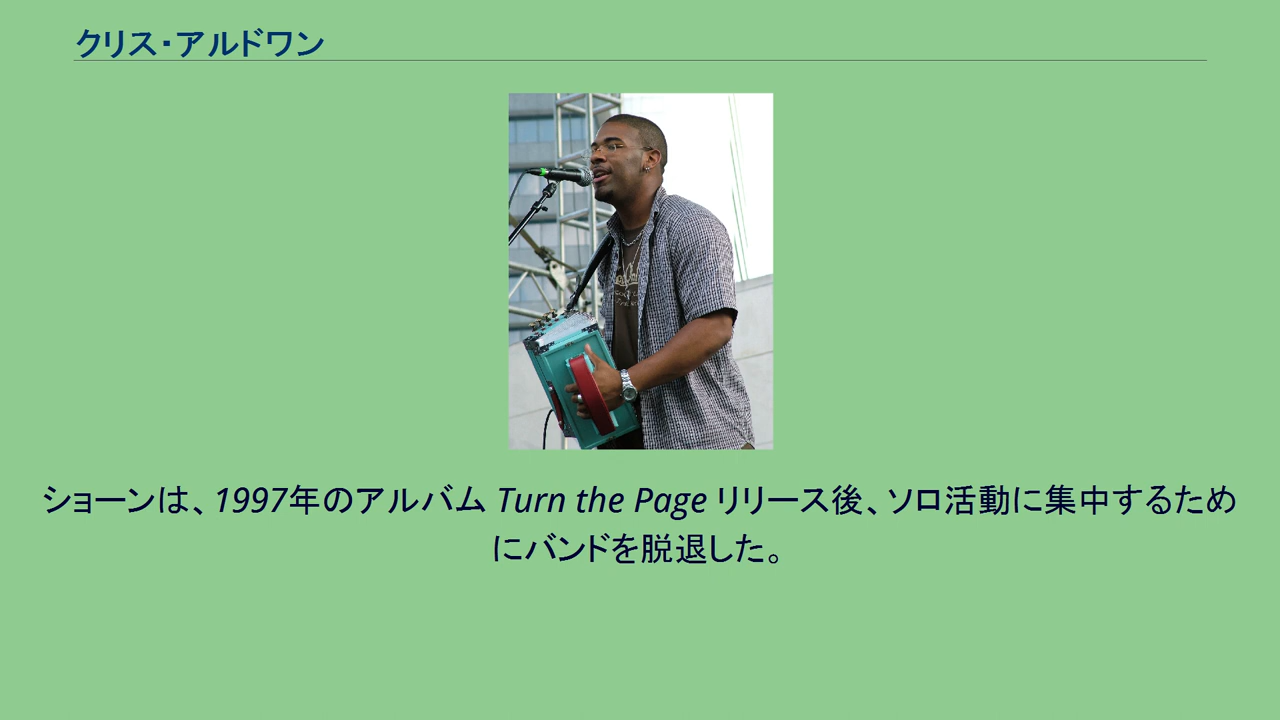 クリス・アルドワン
ショーンは、1997年のアルバム Turn the Page リリース後、ソロ活動に集中するため
にバンドを脱退した。